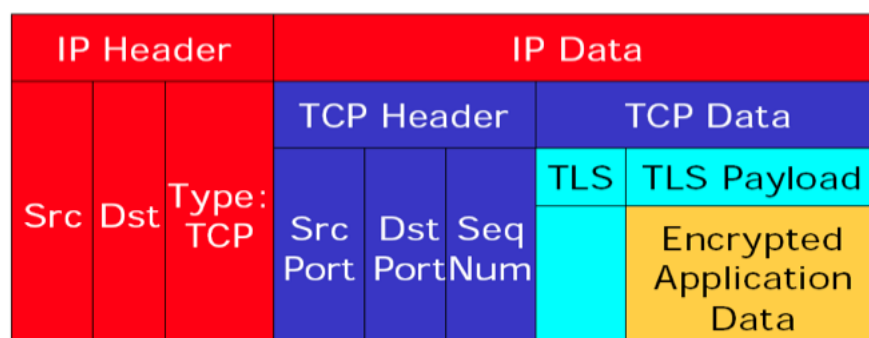 IP Header
IP Data
TCP Header
TCP Data
TLS
TLS Payload
Src
Dst
Type:
TCP
Src
Port
Dst
Port
Seq
Num
Encrypted
Application
Data